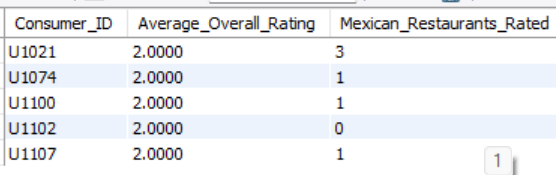 Consumer_ID Average_Overall_Rating Mexican_Restaurants_Rated
U1021 2.0000 3
U1074 2.0000 1
U1100 2.0000 1
U1102 2.0000 0
U1107 2.0000 1
1